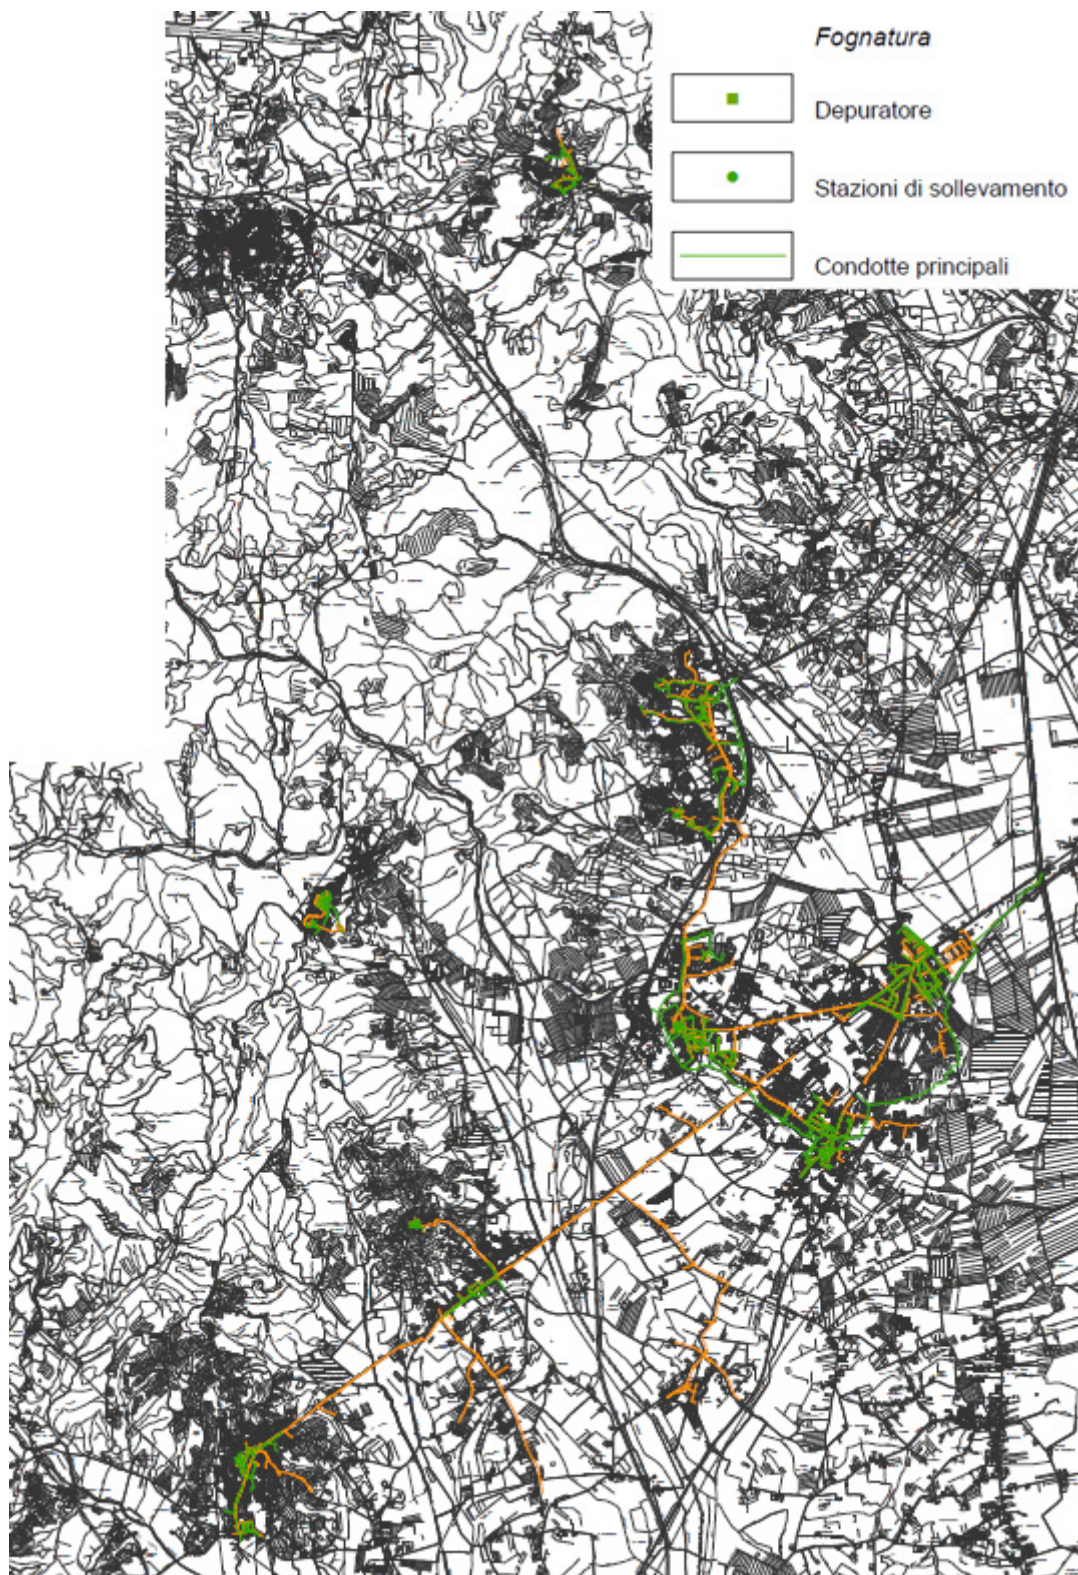 Fognatura
Depuratore
Stazioni di sollevamento
Condotte principali